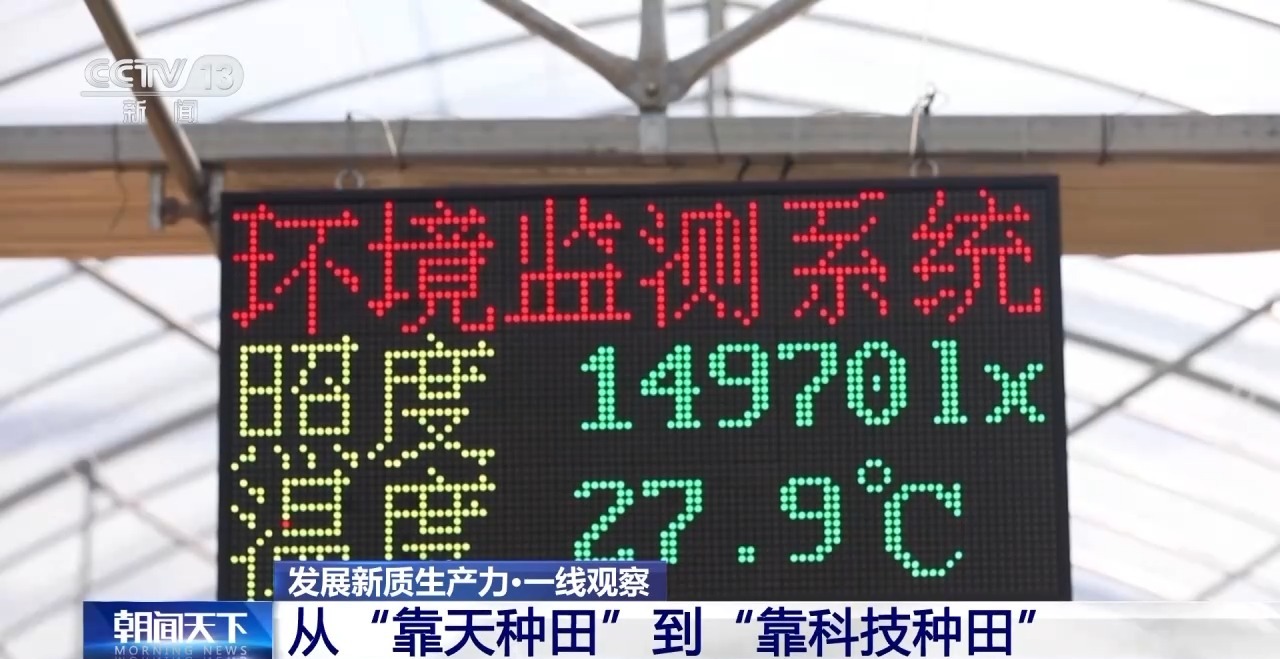 CCTV 13
新闻
环境监测系统
照度 14970lx
温度 27.9℃
发展新质生产力·一线观察
朝闻天下
MORNING NEWS
从“靠天种田”到“靠科技种田”